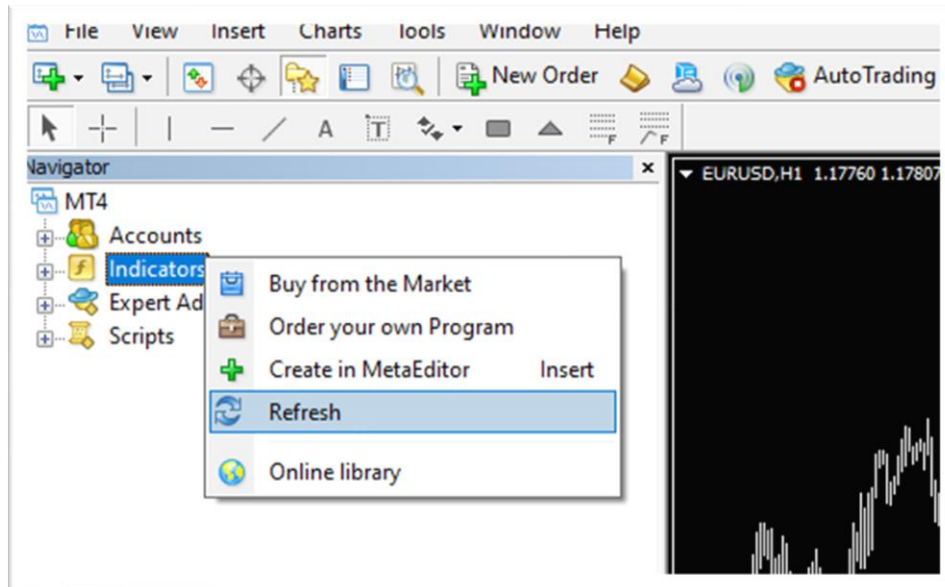 File View Insert Charts Tools Window Help
New Order AutoTrading
A T F F
Navigator x
EURUSD,H1 1.17760 1.17807
MT4
Accounts
Indicators
Expert Ad
Scripts
Buy from the Market
Order your own Program
Create in MetaEditor Insert
Refresh
Online library